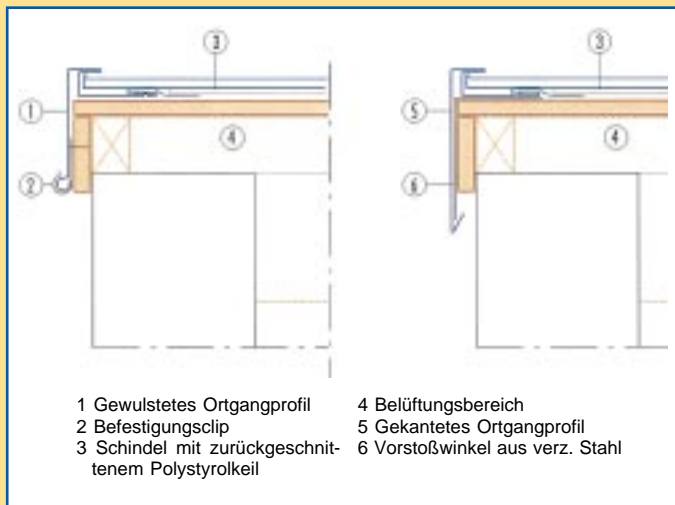 3
3
1
4
5
4
2
6
1 Gewulstetes Ortgangprofil
2 Befestigungsclip
3 Schindel mit zurückgeschnit-
tenem Polystyrolkeil
4 Belüftungsbereich
5 Gekantetes Ortgangprofil
6 Vorstoßwinkel aus verz. Stahl